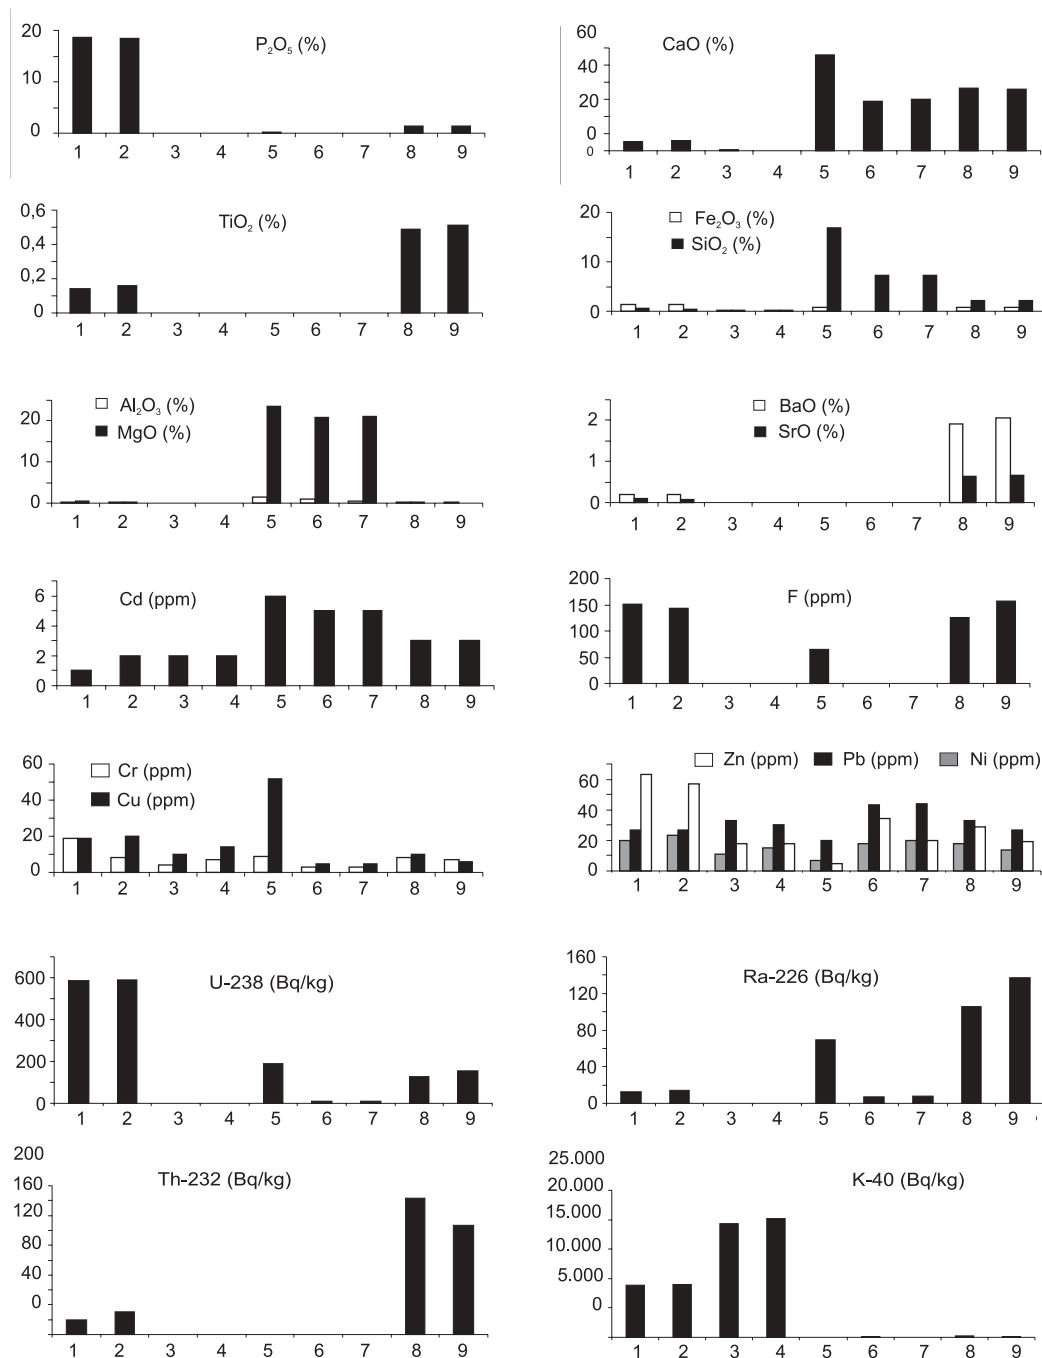 P₂O₅ (%)
20
10
0
1 2 3 4 5 6 7 8 9
CaO (%)
60
40
20
0
0
1 2 3 4 5 6 7 8 9
TiO₂ (%)
0,6
0,4
0,2
0
1 2 3 4 5 6 7 8 9
Fe₂O₃ (%)
SiO₂ (%)
20
10
0
1 2 3 4 5 6 7 8 9
Al₂O₃ (%)
MgO (%)
20
10
0
1 2 3 4 5 6 7 8 9
BaO (%)
SrO (%)
2
1
0
1 2 3 4 5 6 7 8 9
Cd (ppm)
6
4
2
0
1 2 3 4 5 6 7 8 9
F (ppm)
200
150
100
50
0
1 2 3 4 5 6 7 8 9
Cr (ppm)
Cu (ppm)
60
40
20
0
1 2 3 4 5 6 7 8 9
Zn (ppm) Pb (ppm) Ni (ppm)
60
40
20
0
1 2 3 4 5 6 7 8 9
U-238 (Bq/kg)
600
400
200
0
1 2 3 4 5 6 7 8 9
Ra-226 (Bq/kg)
160
120
80
40
0
1 2 3 4 5 6 7 8 9
Th-232 (Bq/kg)
200
160
120
80
40
0
1 2 3 4 5 6 7 8 9
K-40 (Bq/kg)
25.000
20.000
15.000
10.000
5.000
0
1 2 3 4 5 6 7 8 9